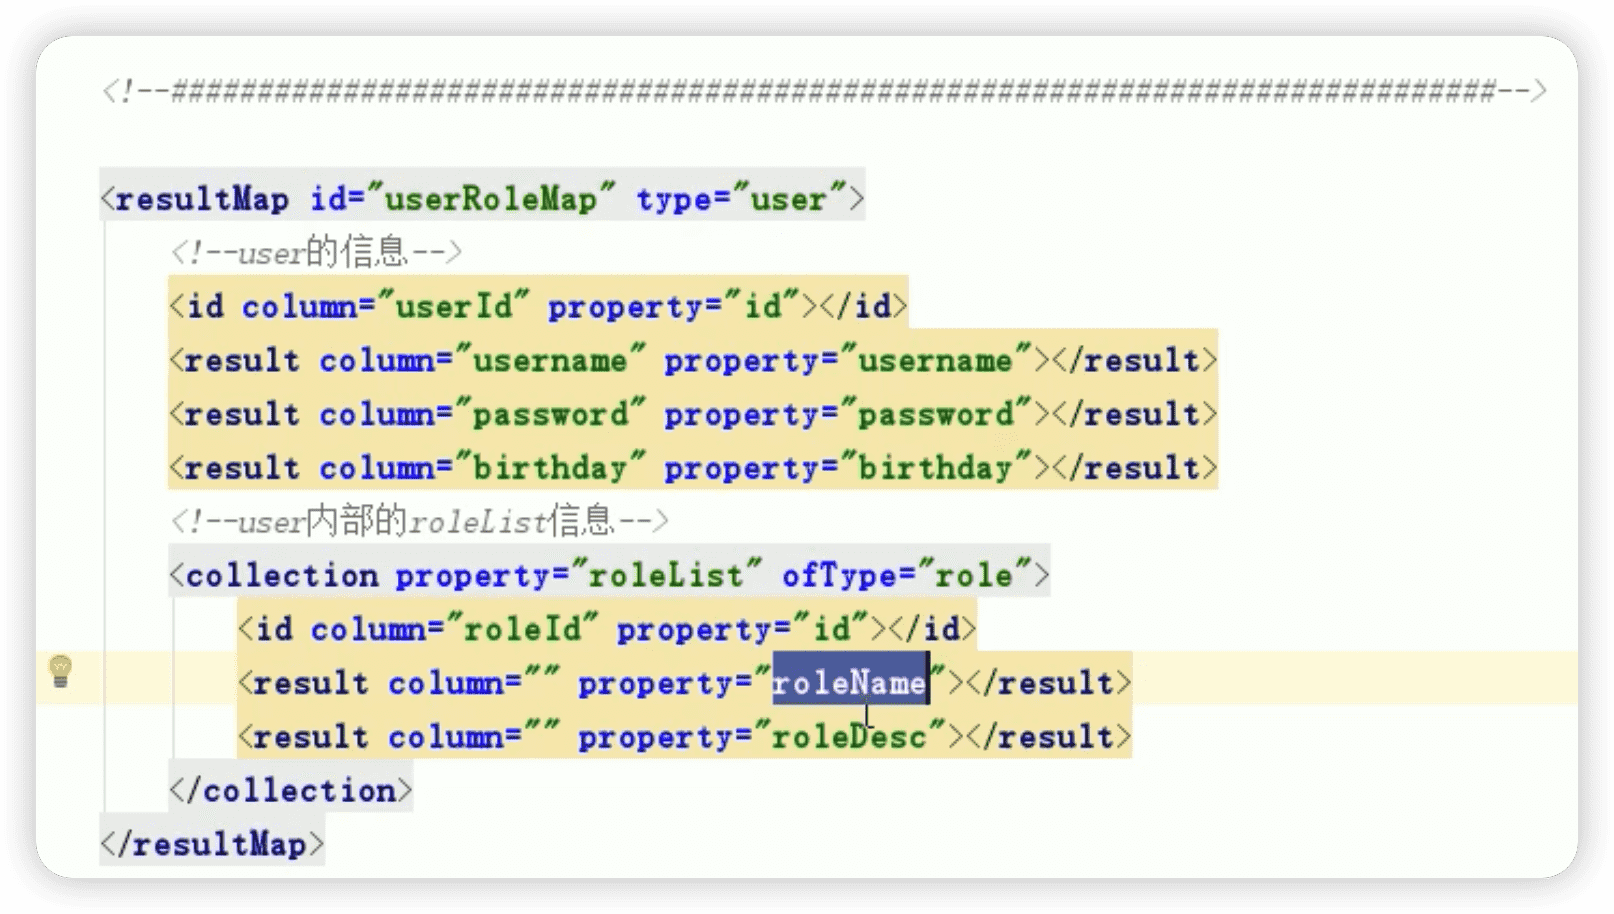 <!--#############################################################################-->
<resultMap id="userRoleMap" type="user">
<!--user的信息-->
<id column="userId" property="id"></id>
<result column="username" property="username"></result>
<result column="password" property="password"></result>
<result column="birthday" property="birthday"></result>
<!--user内部的roleList信息-->
<collection property="roleList" ofType="role">
<id column="roleId" property="id"></id>
<result column="" property="roleName"></result>
<result column="" property="roleDesc"></result>
</collection>
</resultMap>